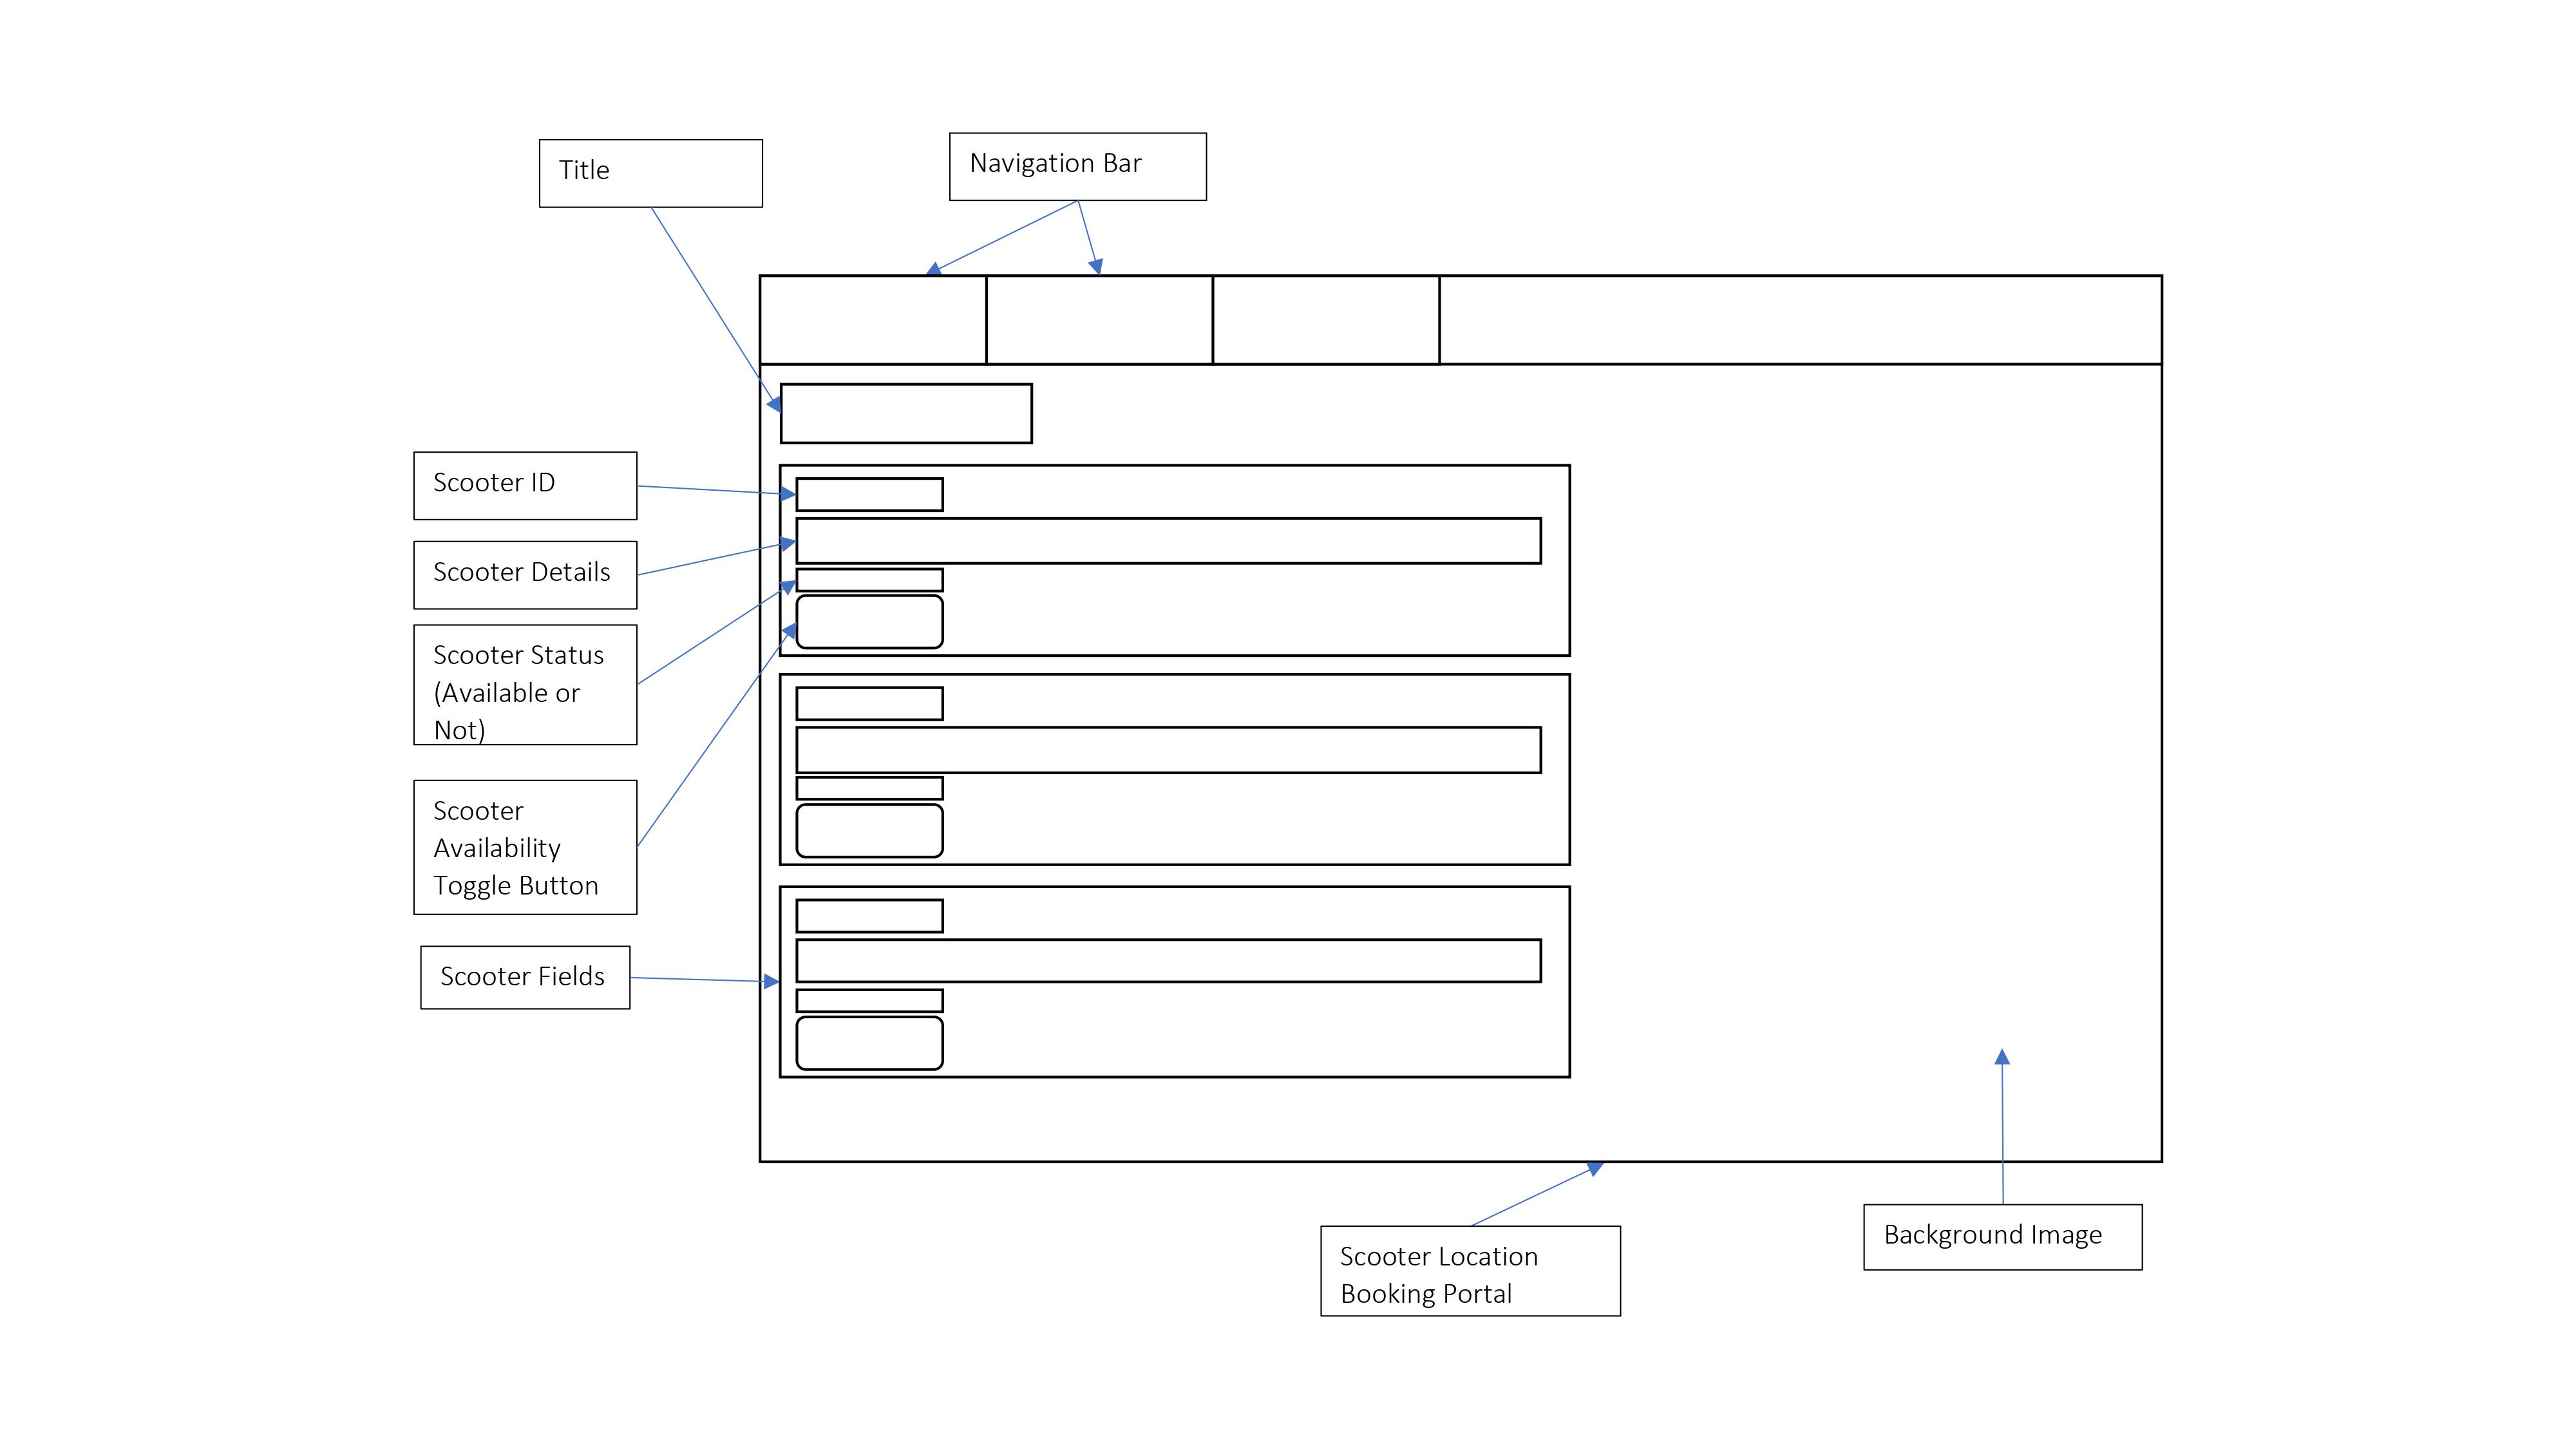 Title
Navigation Bar
Scooter ID
Scooter Details
Scooter Status
(Available or
Not)
Scooter
Availability
Toggle Button
Scooter Fields
Scooter Location
Booking Portal
Background Image